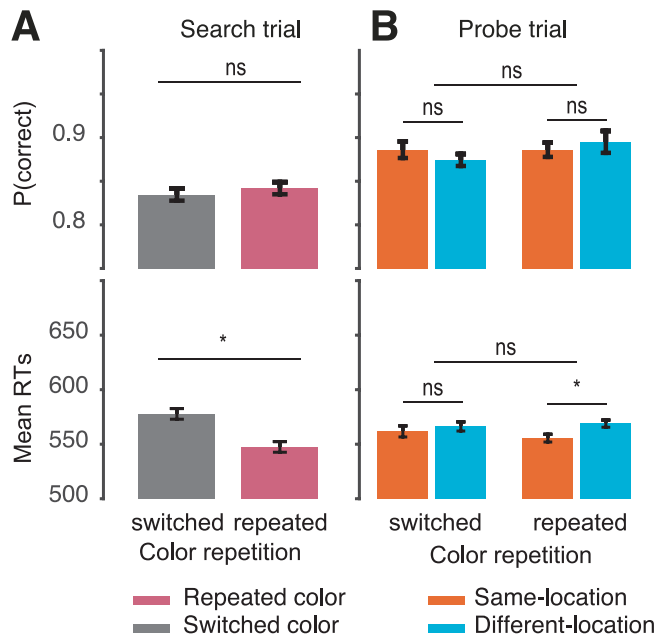 A
Search trial
B
Probe trial
P(correct)
0.9
0.8
ns
ns
ns
ns
Mean RTs
650
600
550
500
*
ns
ns
*
switched repeated
Color repetition
switched repeated
Color repetition
Repeated color
Switched color
Same-location
Different-location